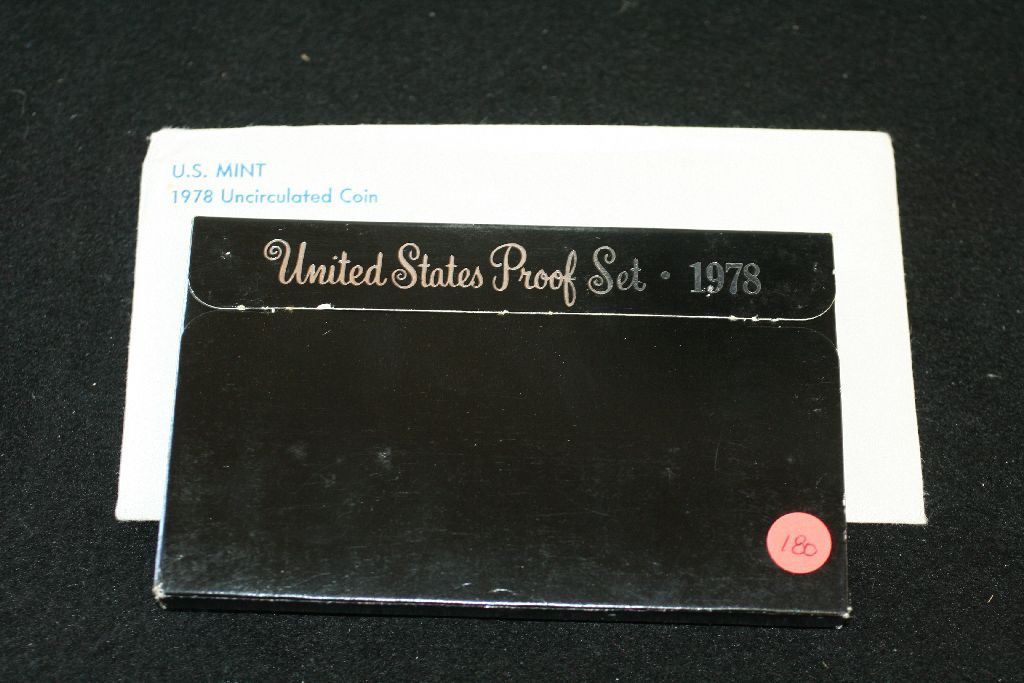 U.S. MINT
1978 Uncirculated Coin
United States Proof Set • 1978
180